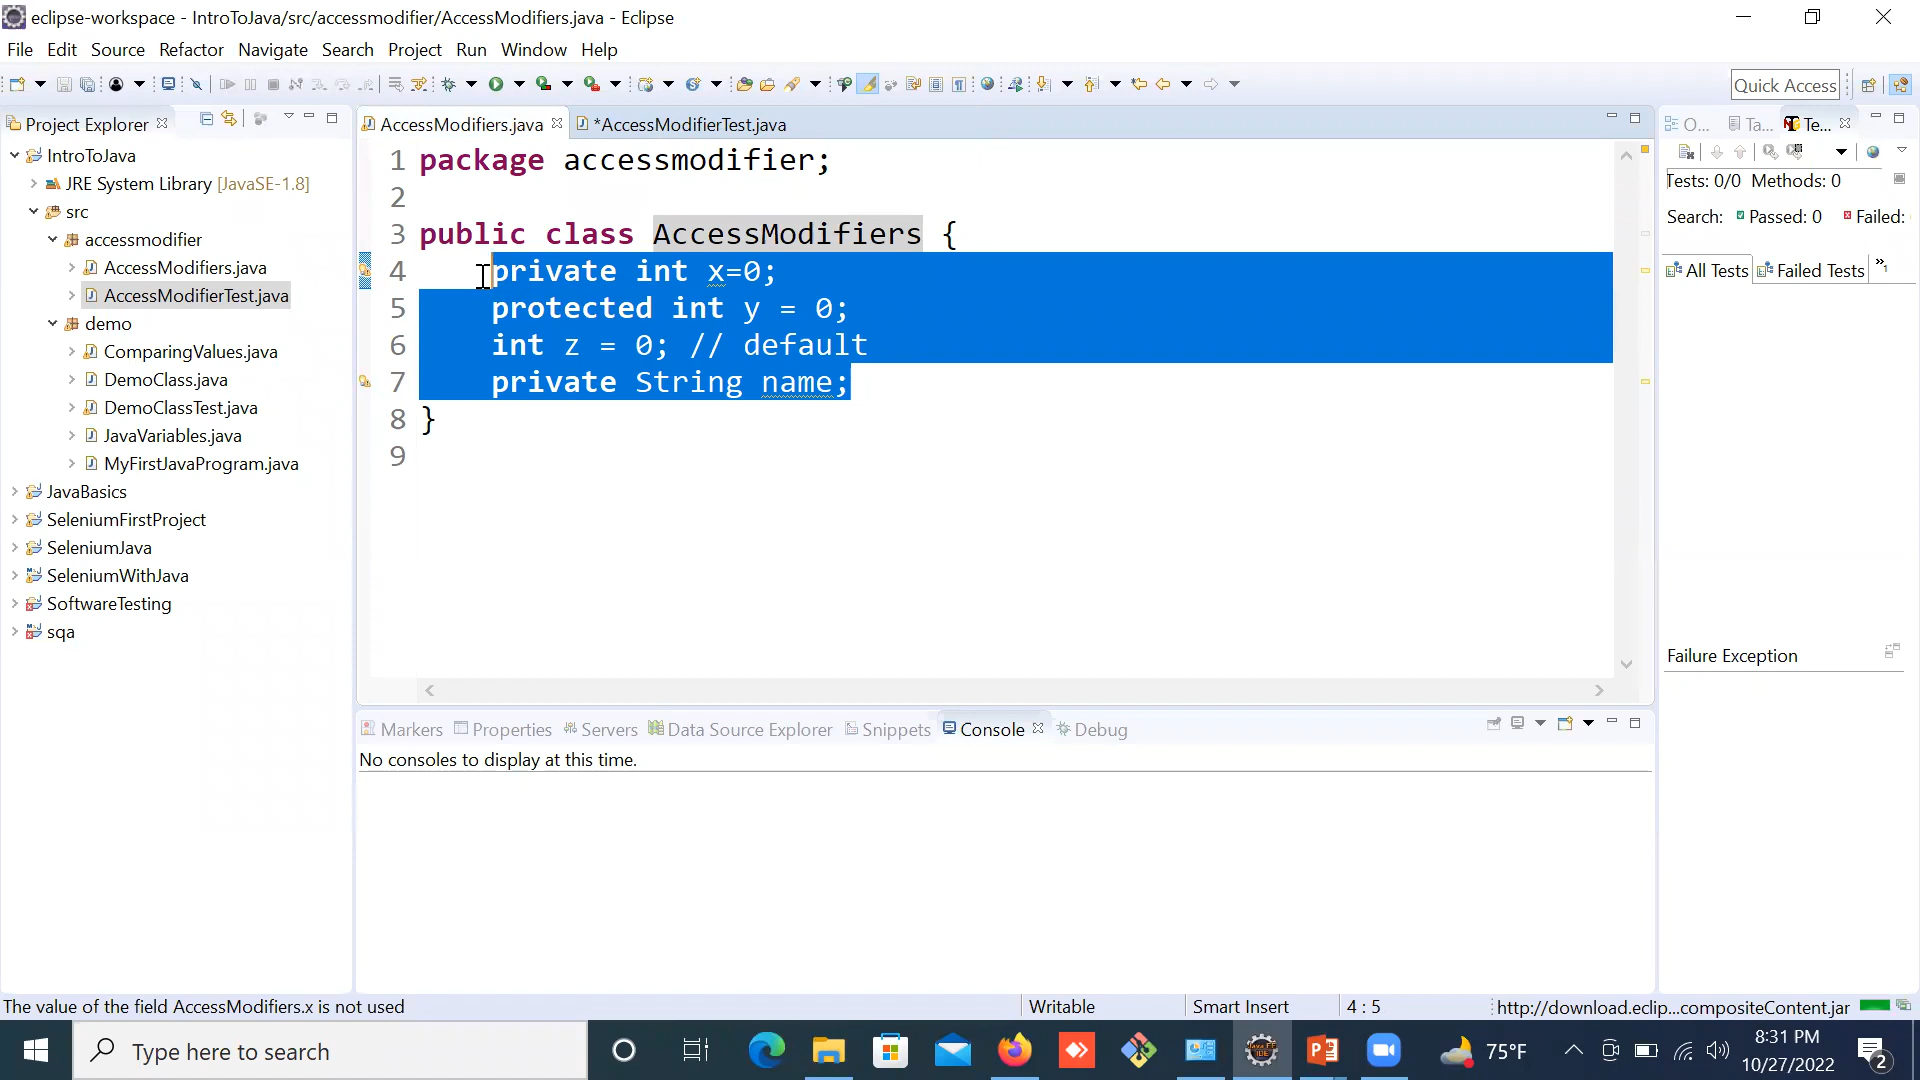 eclipse-workspace - IntroToJava/src/accessmodifier/AccessModifiers.java - Eclipse
File Edit Source Refactor Navigate Search Project Run Window Help
Quick Access
Project Explorer
AccessModifiers.java
*AccessModifierTest.java
O...
Ta...
Te...
IntroToJava
JRE System Library [JavaSE-1.8]
src
accessmodifier
AccessModifiers.java
AccessModifierTest.java
demo
ComparingValues.java
DemoClass.java
DemoClassTest.java
JavaVariables.java
MyFirstJavaProgram.java
JavaBasics
SeleniumFirstProject
SeleniumJava
SeleniumWithJava
SoftwareTesting
sqa
1 package accessmodifier;
2
3 public class AccessModifiers {
4 private int x=0;
5 protected int y = 0;
6 int z = 0; // default
7 private String name;
8 }
9
Tests: 0/0 Methods: 0
Search: Passed: 0 Failed:
All Tests Failed Tests »1
Failure Exception
Markers Properties Servers Data Source Explorer Snippets Console Debug
No consoles to display at this time.
The value of the field AccessModifiers.x is not used
Writable
Smart Insert
4 : 5
http://download.eclip...compositeContent.jar
Type here to search
75°F
8:31 PM
10/27/2022
2